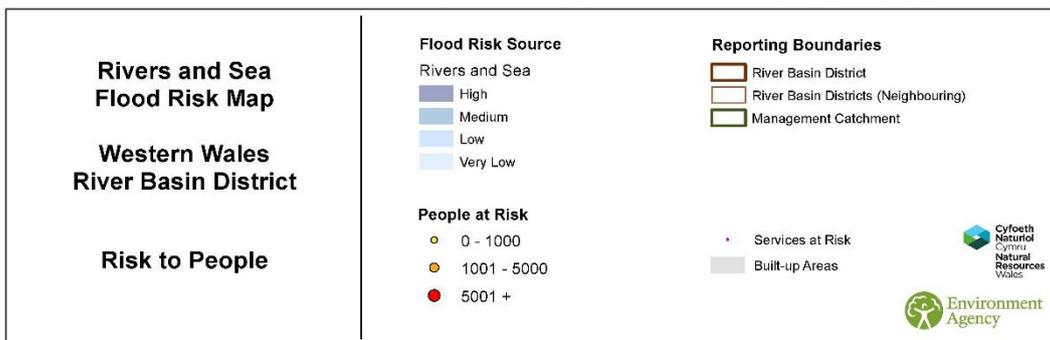 Rivers and Sea
Flood Risk Map
Western Wales
River Basin District
Risk to People
Flood Risk Source
Rivers and Sea
High
Medium
Low
Very Low
People at Risk
0 - 1000
1001 - 5000
5001 +
Reporting Boundaries
River Basin District
River Basin Districts (Neighbouring)
Management Catchment
Services at Risk
Built-up Areas
Cyfoeth
Naturiol
Cymru
Natural
Resources
Wales
Environment
Agency